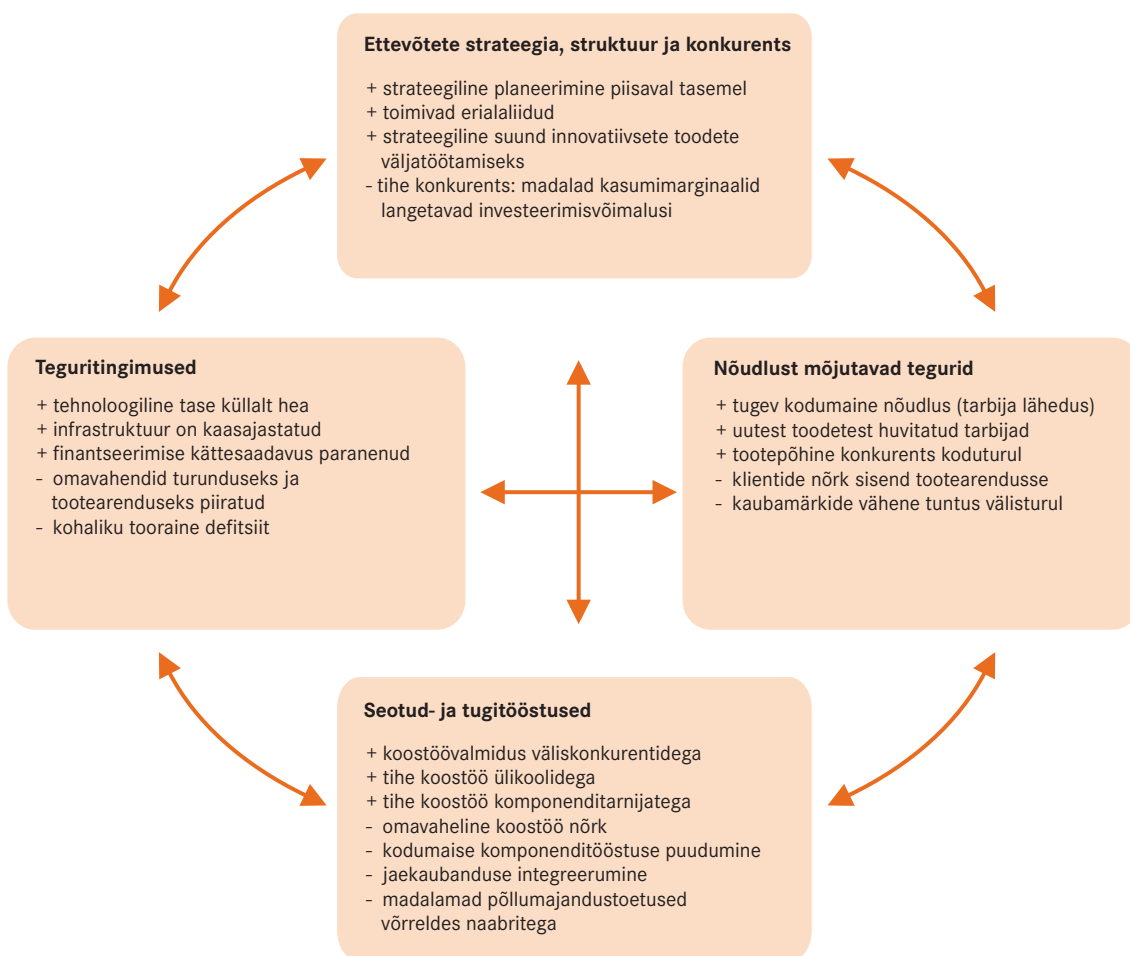 Ettevõtete strateegia, struktuur ja konkurents
+ strateegiline planeerimine piisaval tasemel
+ toimivad erialaliidud
+ strateegiline suund innovatiivsete toodete
väljatöötamiseks
- tihe konkurents: madalad kasumimarginaalid
langetavad investeerimisvõimalusi
Teguritingimused
+ tehnoloogiline tase küllalt hea
+ infrastruktuur on kaasajastatud
+ finantseerimise kättesaadavus paranenud
- omavahendid turunduseks ja
tootearenduseks piiratud
- kohaliku tooraine defitsiit
Nõudlust mõjutavad tegurid
+ tugev kodumaine nõudlus (tarbija lähedus)
+ uutest toodetest huvitatud tarbijad
+ tootepõhine konkurents koduturul
- klientide nõrk sisend tootearendusse
- kaubamärkide vähene tuntus välisturul
Seotud- ja tugitööstused
+ koostöövalmidus väliskonkurentidega
+ tihe koostöö ülikoolidega
+ tihe koostöö komponenditarnijatega
- omavaheline koostöö nõrk
- kodumaise komponenditööstuse puudumine
- jaekaubanduse integreerumine
- madalamad põllumajandustoetused
võrreldes naabritega